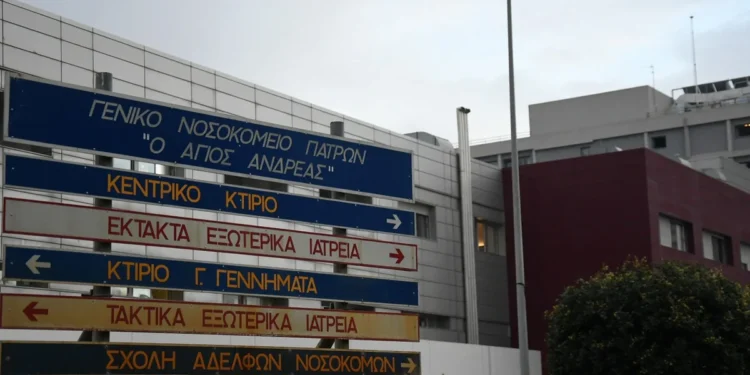 ΓΕΝΙΚΟ ΝΟΣΟΚΟΜΕΙΟ ΠΑΤΡΩΝ
"Ο ΑΓΙΟΣ ΑΝΔΡΕΑΣ"
ΚΕΝΤΡΙΚΟ ΚΤΙΡΙΟ
ΕΚΤΑΚΤΑ ΕΞΩΤΕΡΙΚΑ ΙΑΤΡΕΙΑ
ΚΤΙΡΙΟ Γ. ΓΕΝΝΗΜΑΤΑ
ΤΑΚΤΙΚΑ ΕΞΩΤΕΡΙΚΑ ΙΑΤΡΕΙΑ
ΣΧΟΛΗ ΑΔΕΛΦΩΝ ΝΟΣΟΚΟΜΩΝ